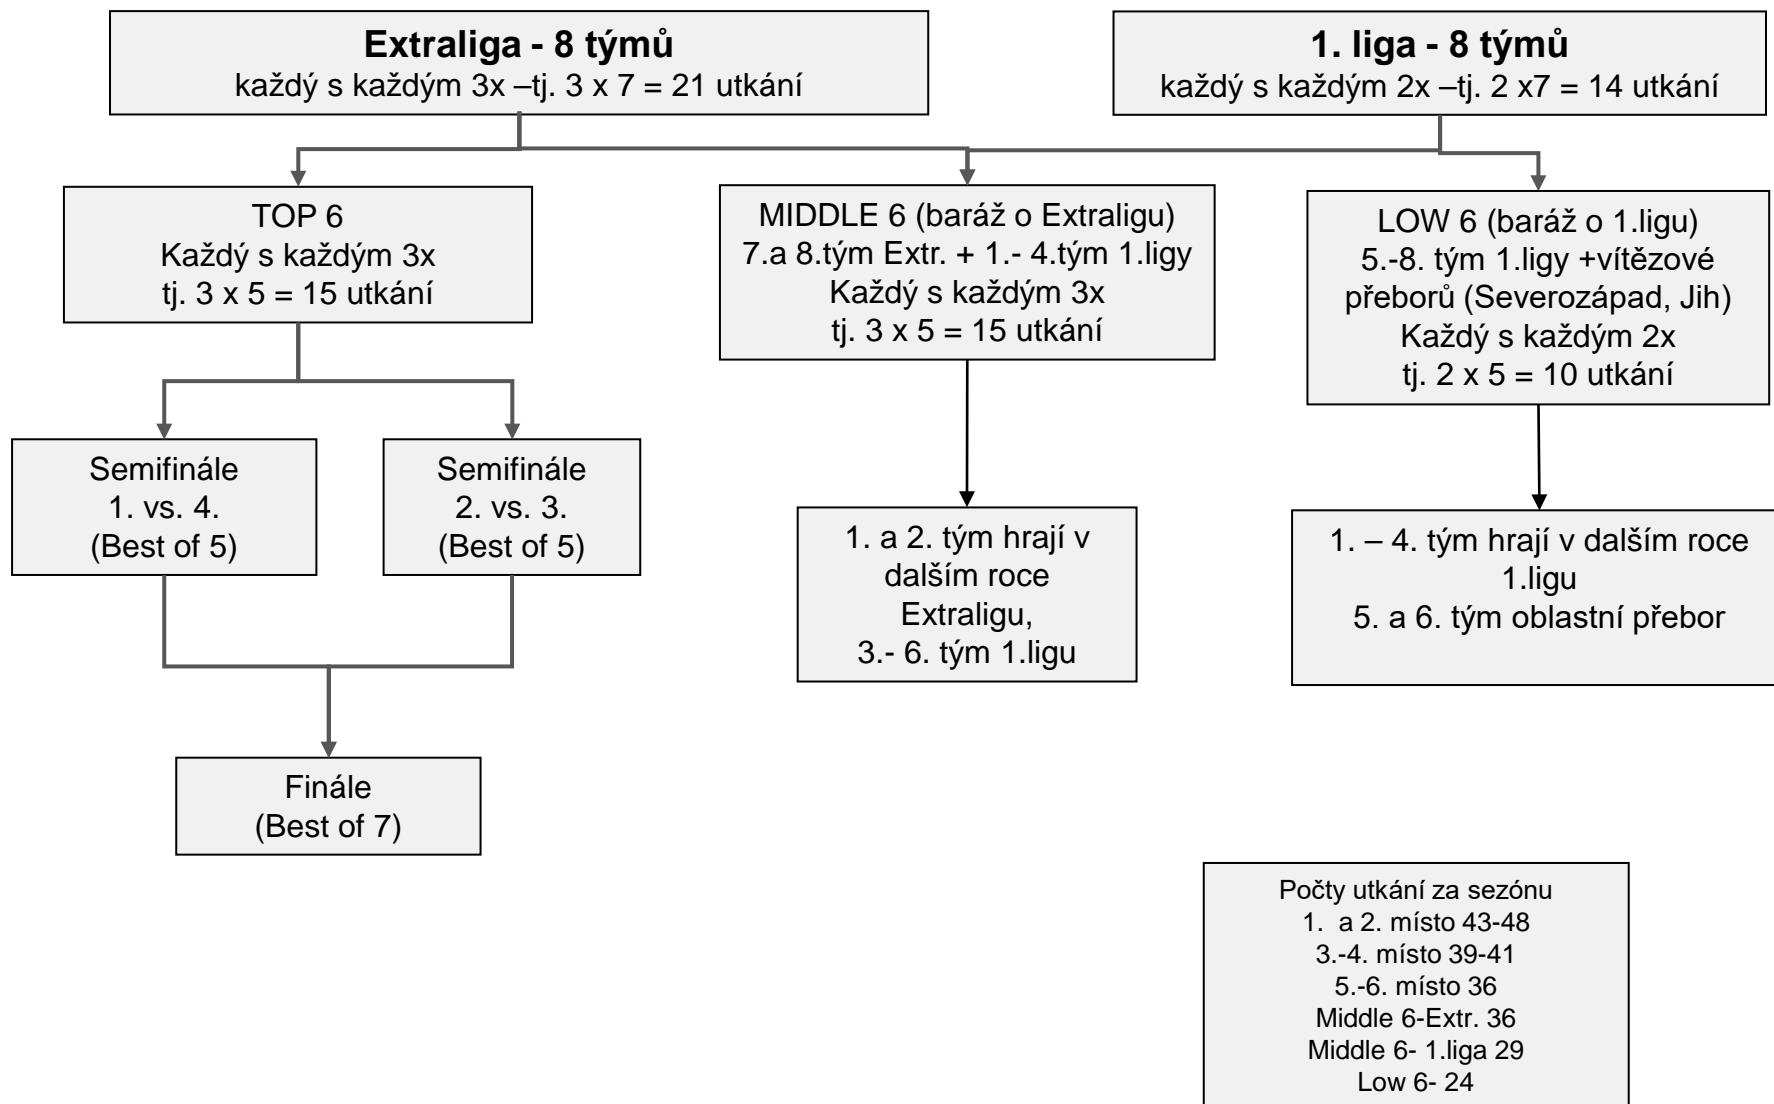 Extraliga - 8 týmů
každý s každým 3x –tj. 3 x 7 = 21 utkání
1. liga - 8 týmů
každý s každým 2x –tj. 2 x7 = 14 utkání
TOP 6
Každý s každým 3x
tj. 3 x 5 = 15 utkání
MIDDLE 6 (baráž o Extraligu)
7.a 8.tým Extr. + 1.- 4.tým 1.ligy
Každý s každým 3x
tj. 3 x 5 = 15 utkání
LOW 6 (baráž o 1.ligu)
5.-8. tým 1.ligy +vítězové
přeborů (Severozápad, Jih)
Každý s každým 2x
tj. 2 x 5 = 10 utkání
Semifinále
1. vs. 4.
(Best of 5)
Semifinále
2. vs. 3.
(Best of 5)
1. a 2. tým hrají v
dalším roce
Extraligu,
3.- 6. tým 1.ligu
1. – 4. tým hrají v dalším roce
1.ligu
5. a 6. tým oblastní přebor
Finále
(Best of 7)
Počty utkání za sezónu
1. a 2. místo 43-48
3.-4. místo 39-41
5.-6. místo 36
Middle 6-Extr. 36
Middle 6- 1.liga 29
Low 6- 24